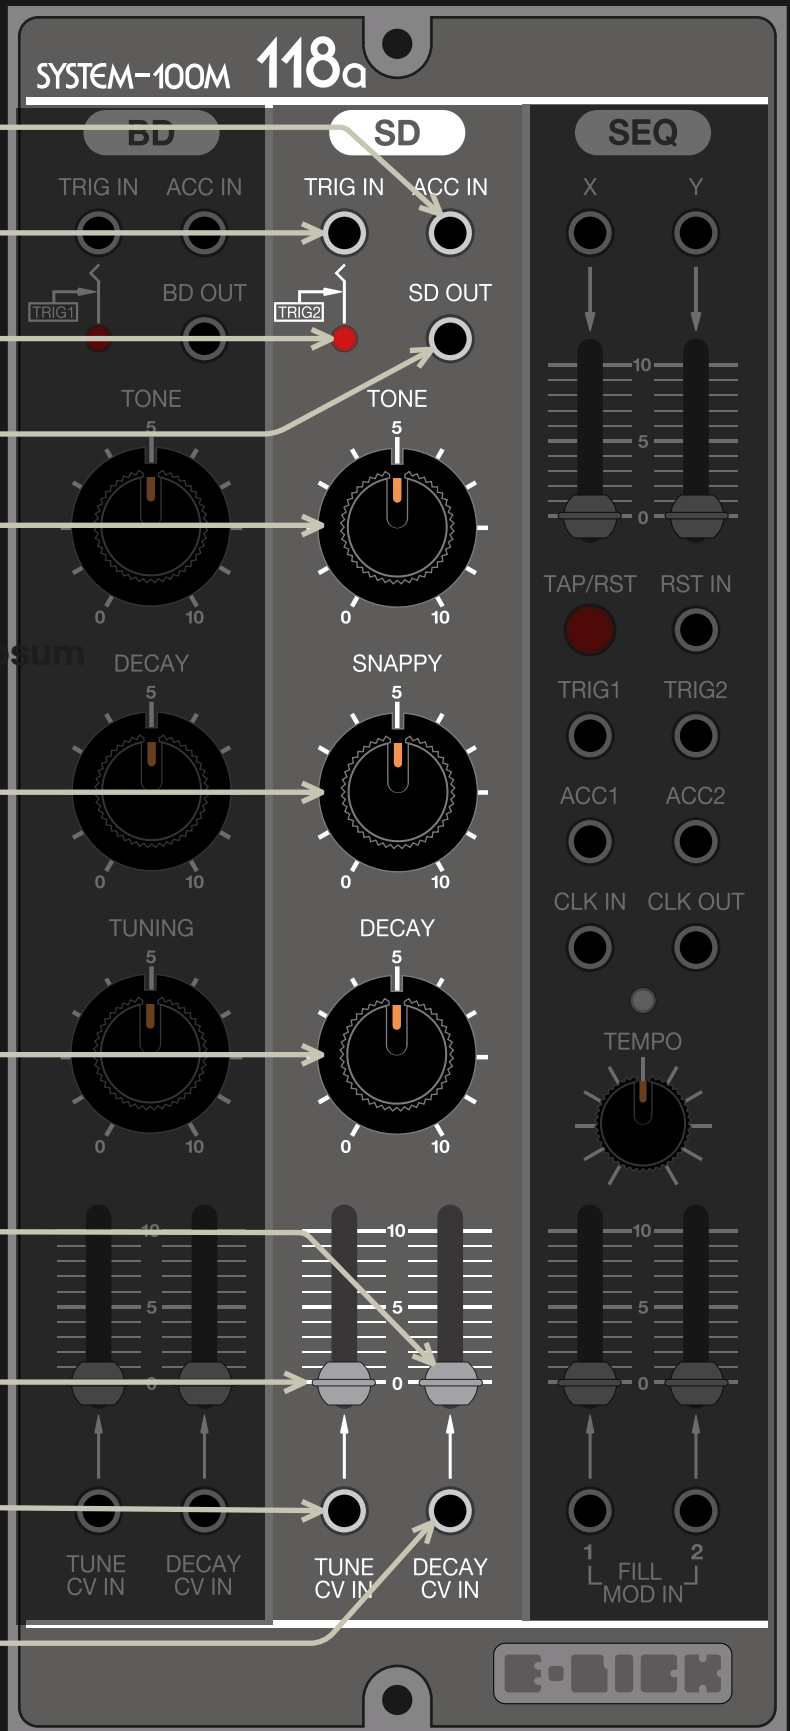 SYSTEM-100M 118a
BD
SD
SEQ
TRIG IN ACC IN
TRIG IN ACC IN
X Y
TRIG1
BD OUT
TRIG2
SD OUT
10
5
0
TONE
5
0 10
TONE
5
0 10
TAP/RST RST IN
sum
DECAY
5
0 10
SNAPPY
5
0 10
TRIG1 TRIG2
ACC1 ACC2
CLK IN CLK OUT
TUNING
5
0 10
DECAY
5
0 10
TEMPO
10
5
0
10
5
0
10
5
0
TUNE
CV IN
DECAY
CV IN
TUNE
CV IN
DECAY
CV IN
1 2
FILL
MOD IN